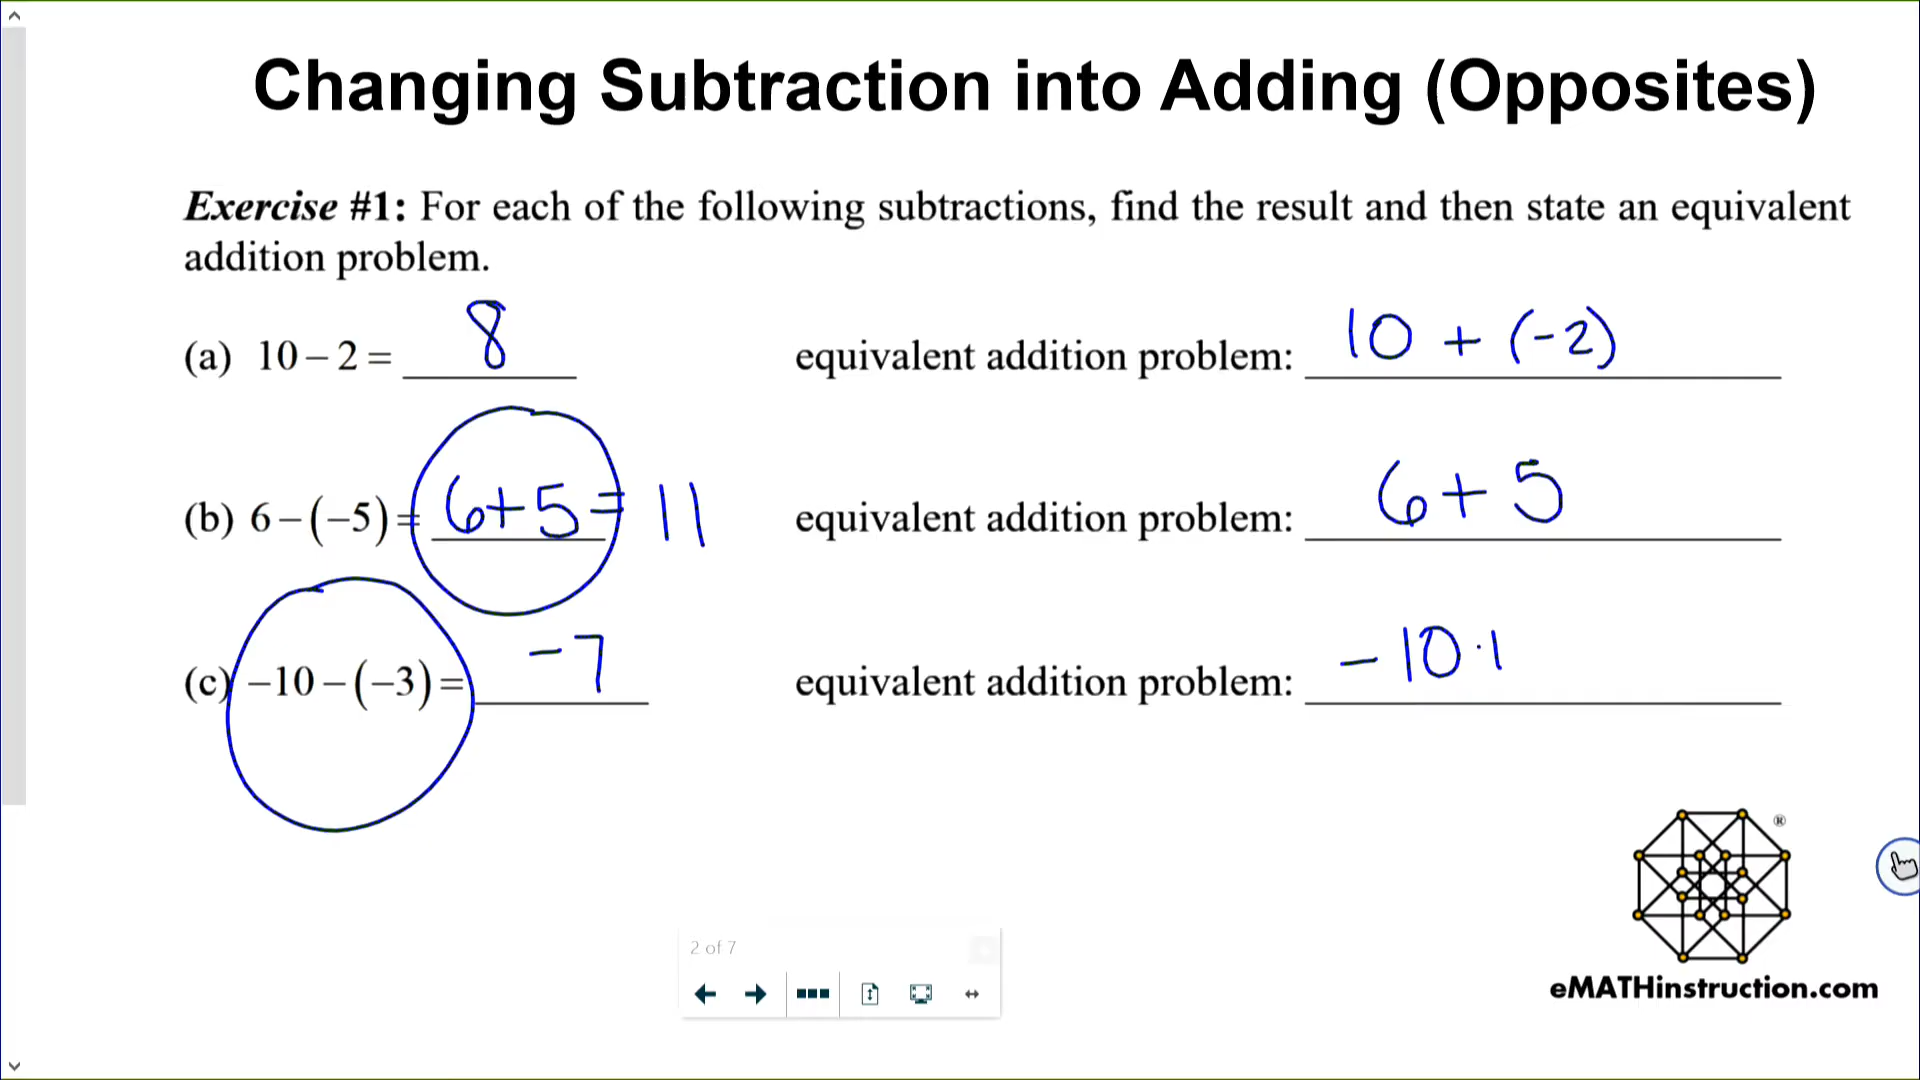 Changing Subtraction into Adding (Opposites)
Exercise #1: For each of the following subtractions, find the result and then state an equivalent
addition problem.
(a) 10 – 2 = 8 equivalent addition problem: 10 + (-2)
(b) 6 – (–5) = 6+5 = 11 equivalent addition problem: 6+5
(c) –10 – (–3) = -7 equivalent addition problem: -10
®
eMATHinstruction.com
2 of 7